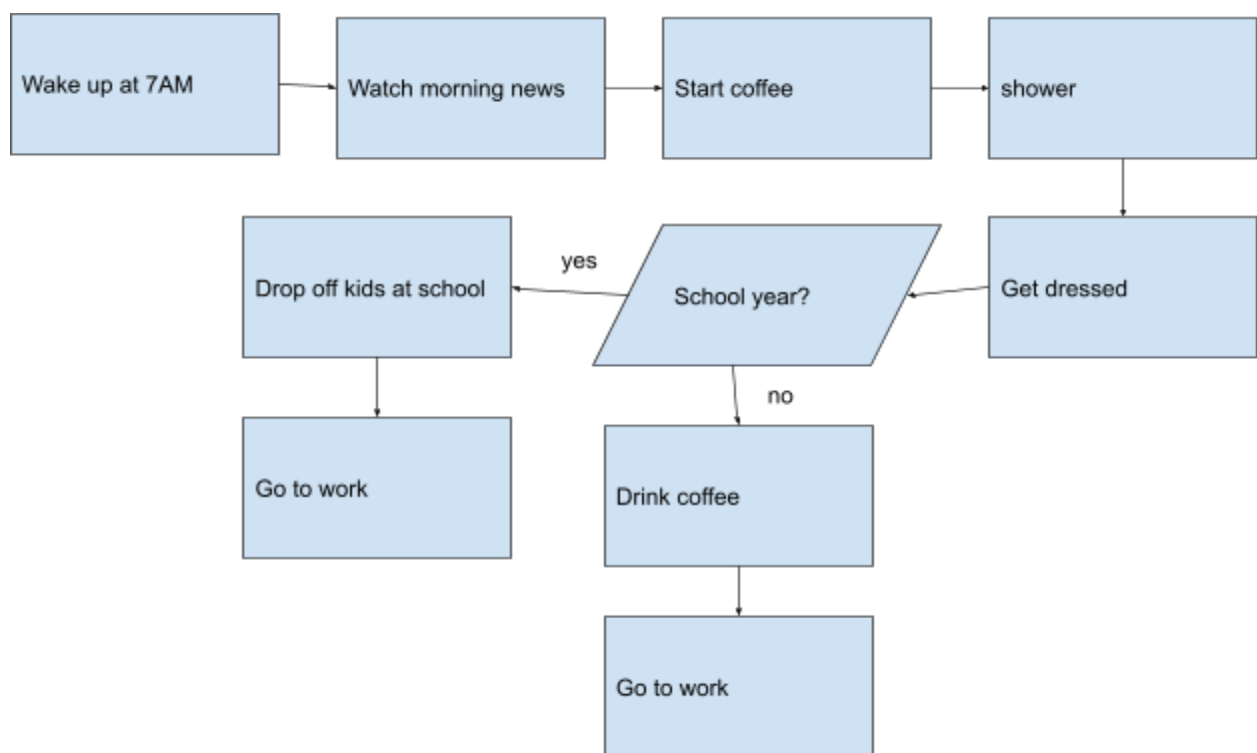 Wake up at 7AM
Watch morning news
Start coffee
shower
Get dressed
School year?
yes
Drop off kids at school
Go to work
no
Drink coffee
Go to work